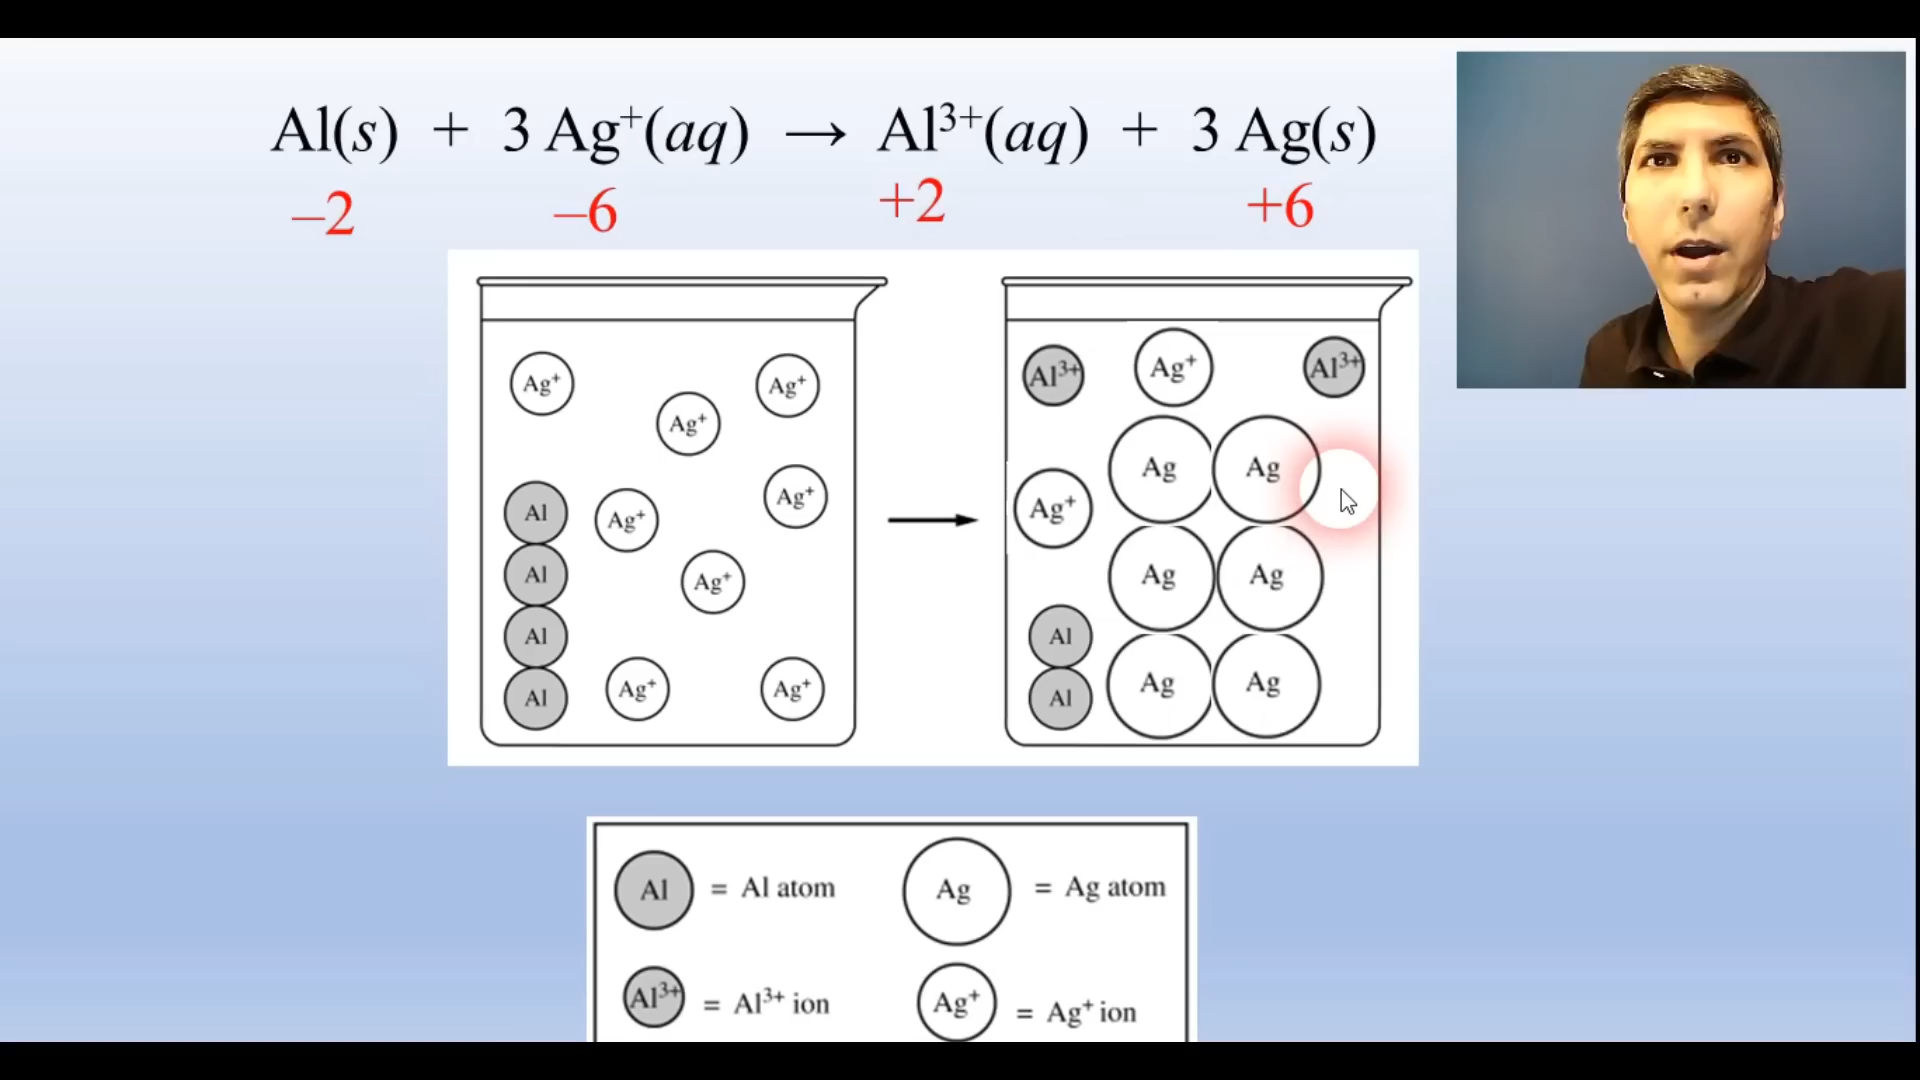 Al(s) + 3 Ag⁺(aq) → Al³⁺(aq) + 3 Ag(s)
–2 –6 +2 +6
Ag⁺ Ag⁺ Ag⁺ Ag⁺ Ag⁺ Ag⁺ Ag⁺ Ag⁺
Al
Al
Al
Al
Al³⁺ Ag⁺ Al³⁺
Ag Ag
Ag⁺
Ag Ag
Al
Ag Ag
Al
Al = Al atom
Ag = Ag atom
Al³⁺ = Al³⁺ ion
Ag⁺ = Ag⁺ ion